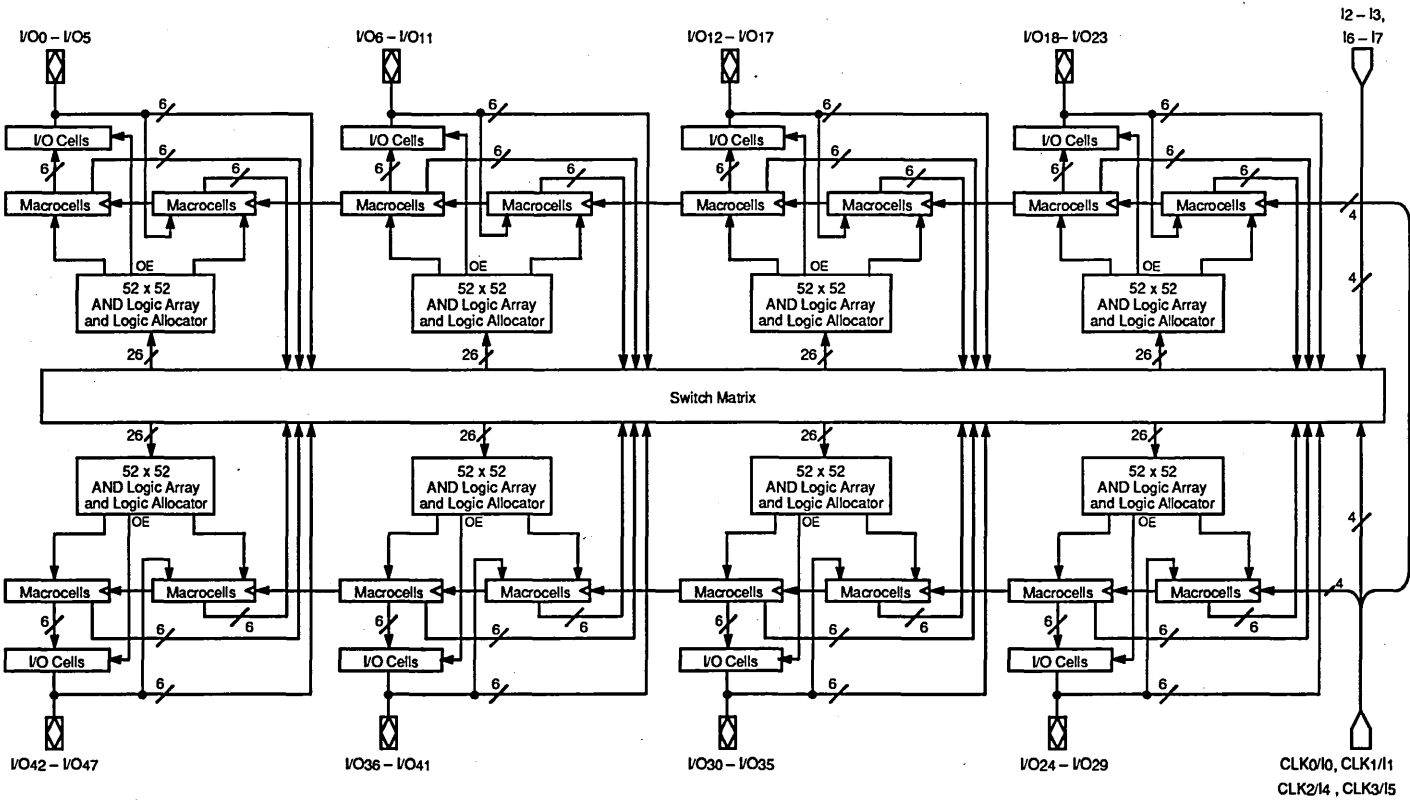 I/O0 – I/O5
I/O6 – I/O11
I/O12 – I/O17
I/O18 – I/O23
I2 – I3,
I6 – I7
6
6
6
6
I/O Cells
I/O Cells
I/O Cells
I/O Cells
6
6
6
6
6
6
6
6
6
6
6
6
Macrocells
Macrocells
Macrocells
Macrocells
Macrocells
Macrocells
Macrocells
Macrocells
4
4
OE
OE
OE
OE
52 x 52
AND Logic Array
and Logic Allocator
52 x 52
AND Logic Array
and Logic Allocator
52 x 52
AND Logic Array
and Logic Allocator
52 x 52
AND Logic Array
and Logic Allocator
26
26
26
26
Switch Matrix
26
26
26
26
52 x 52
AND Logic Array
and Logic Allocator
52 x 52
AND Logic Array
and Logic Allocator
52 x 52
AND Logic Array
and Logic Allocator
52 x 52
AND Logic Array
and Logic Allocator
OE
OE
OE
OE
4
4
Macrocells
Macrocells
Macrocells
Macrocells
Macrocells
Macrocells
Macrocells
Macrocells
6
6
6
6
6
6
6
6
6
6
6
6
I/O Cells
I/O Cells
I/O Cells
I/O Cells
6
6
6
6
I/O42 – I/O47
I/O36 – I/O41
I/O30 – I/O35
I/O24 – I/O29
CLK0/I0, CLK1/I1
CLK2/I4 , CLK3/I5